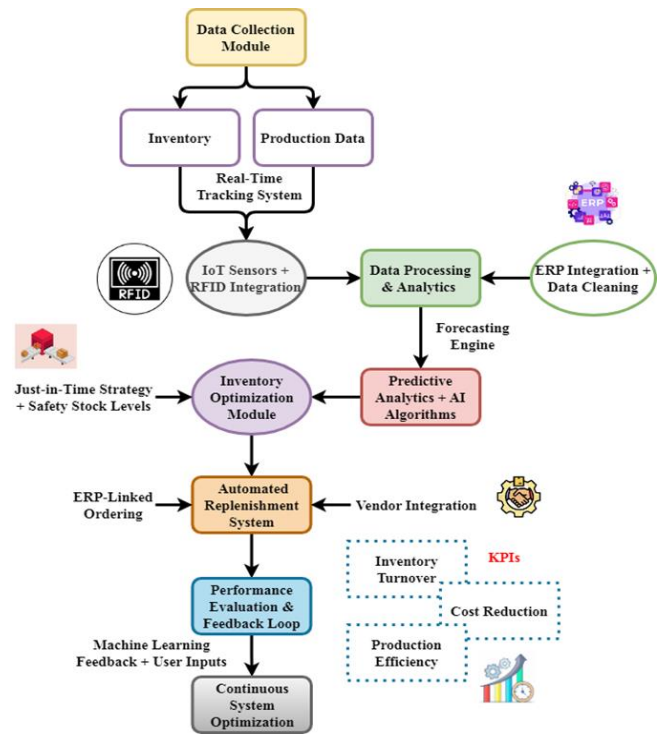 Data Collection
Module
Inventory
Production Data
Real-Time
Tracking System
ERP
RFID
IoT Sensors +
RFID Integration
Data Processing
& Analytics
ERP Integration +
Data Cleaning
Forecasting
Engine
Just-in-Time Strategy
+ Safety Stock Levels
Inventory
Optimization
Module
Predictive
Analytics + AI
Algorithms
ERP-Linked
Ordering
Automated
Replenishment
System
Vendor Integration
Inventory
Turnover
KPIs
Performance
Evaluation &
Feedback Loop
Cost Reduction
Production
Efficiency
Machine Learning
Feedback + User Inputs
Continuous
System
Optimization